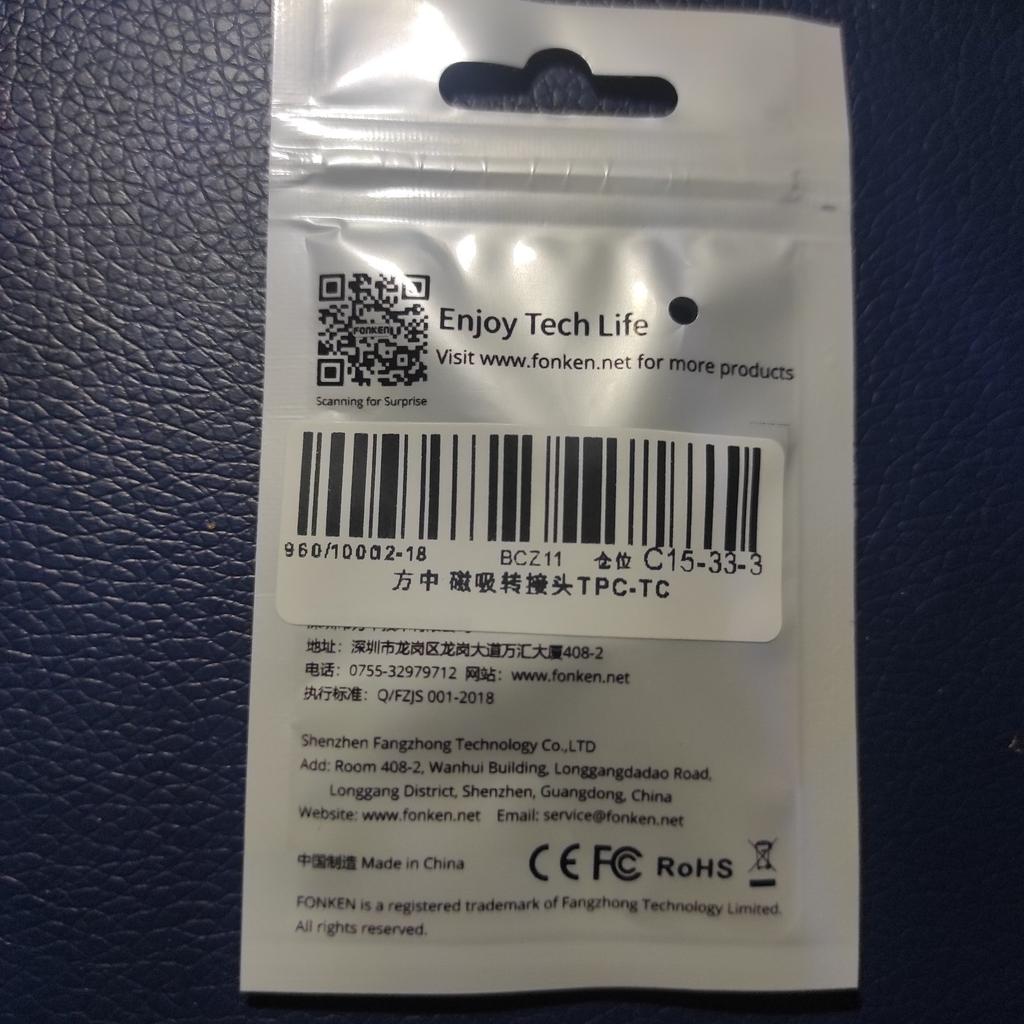 FONKEN
Enjoy Tech Life
Visit www.fonken.net for more products
Scanning for Surprise
960/10002-18 BCZ11 仓位 C15-33-3
方中 磁吸转接头TPC-TC
地址：深圳市龙岗区龙岗大道万汇大厦408-2
电话：0755-32979712 网站：www.fonken.net
执行标准：Q/FZJS 001-2018
Shenzhen Fangzhong Technology Co.,LTD
Add: Room 408-2, Wanhui Building, Longgangdadao Road,
Longgang District, Shenzhen, Guangdong, China
Website: www.fonken.net Email: service@fonken.net
中国制造 Made in China CE FC RoHS
FONKEN is a registered trademark of Fangzhong Technology Limited.
All rights reserved.